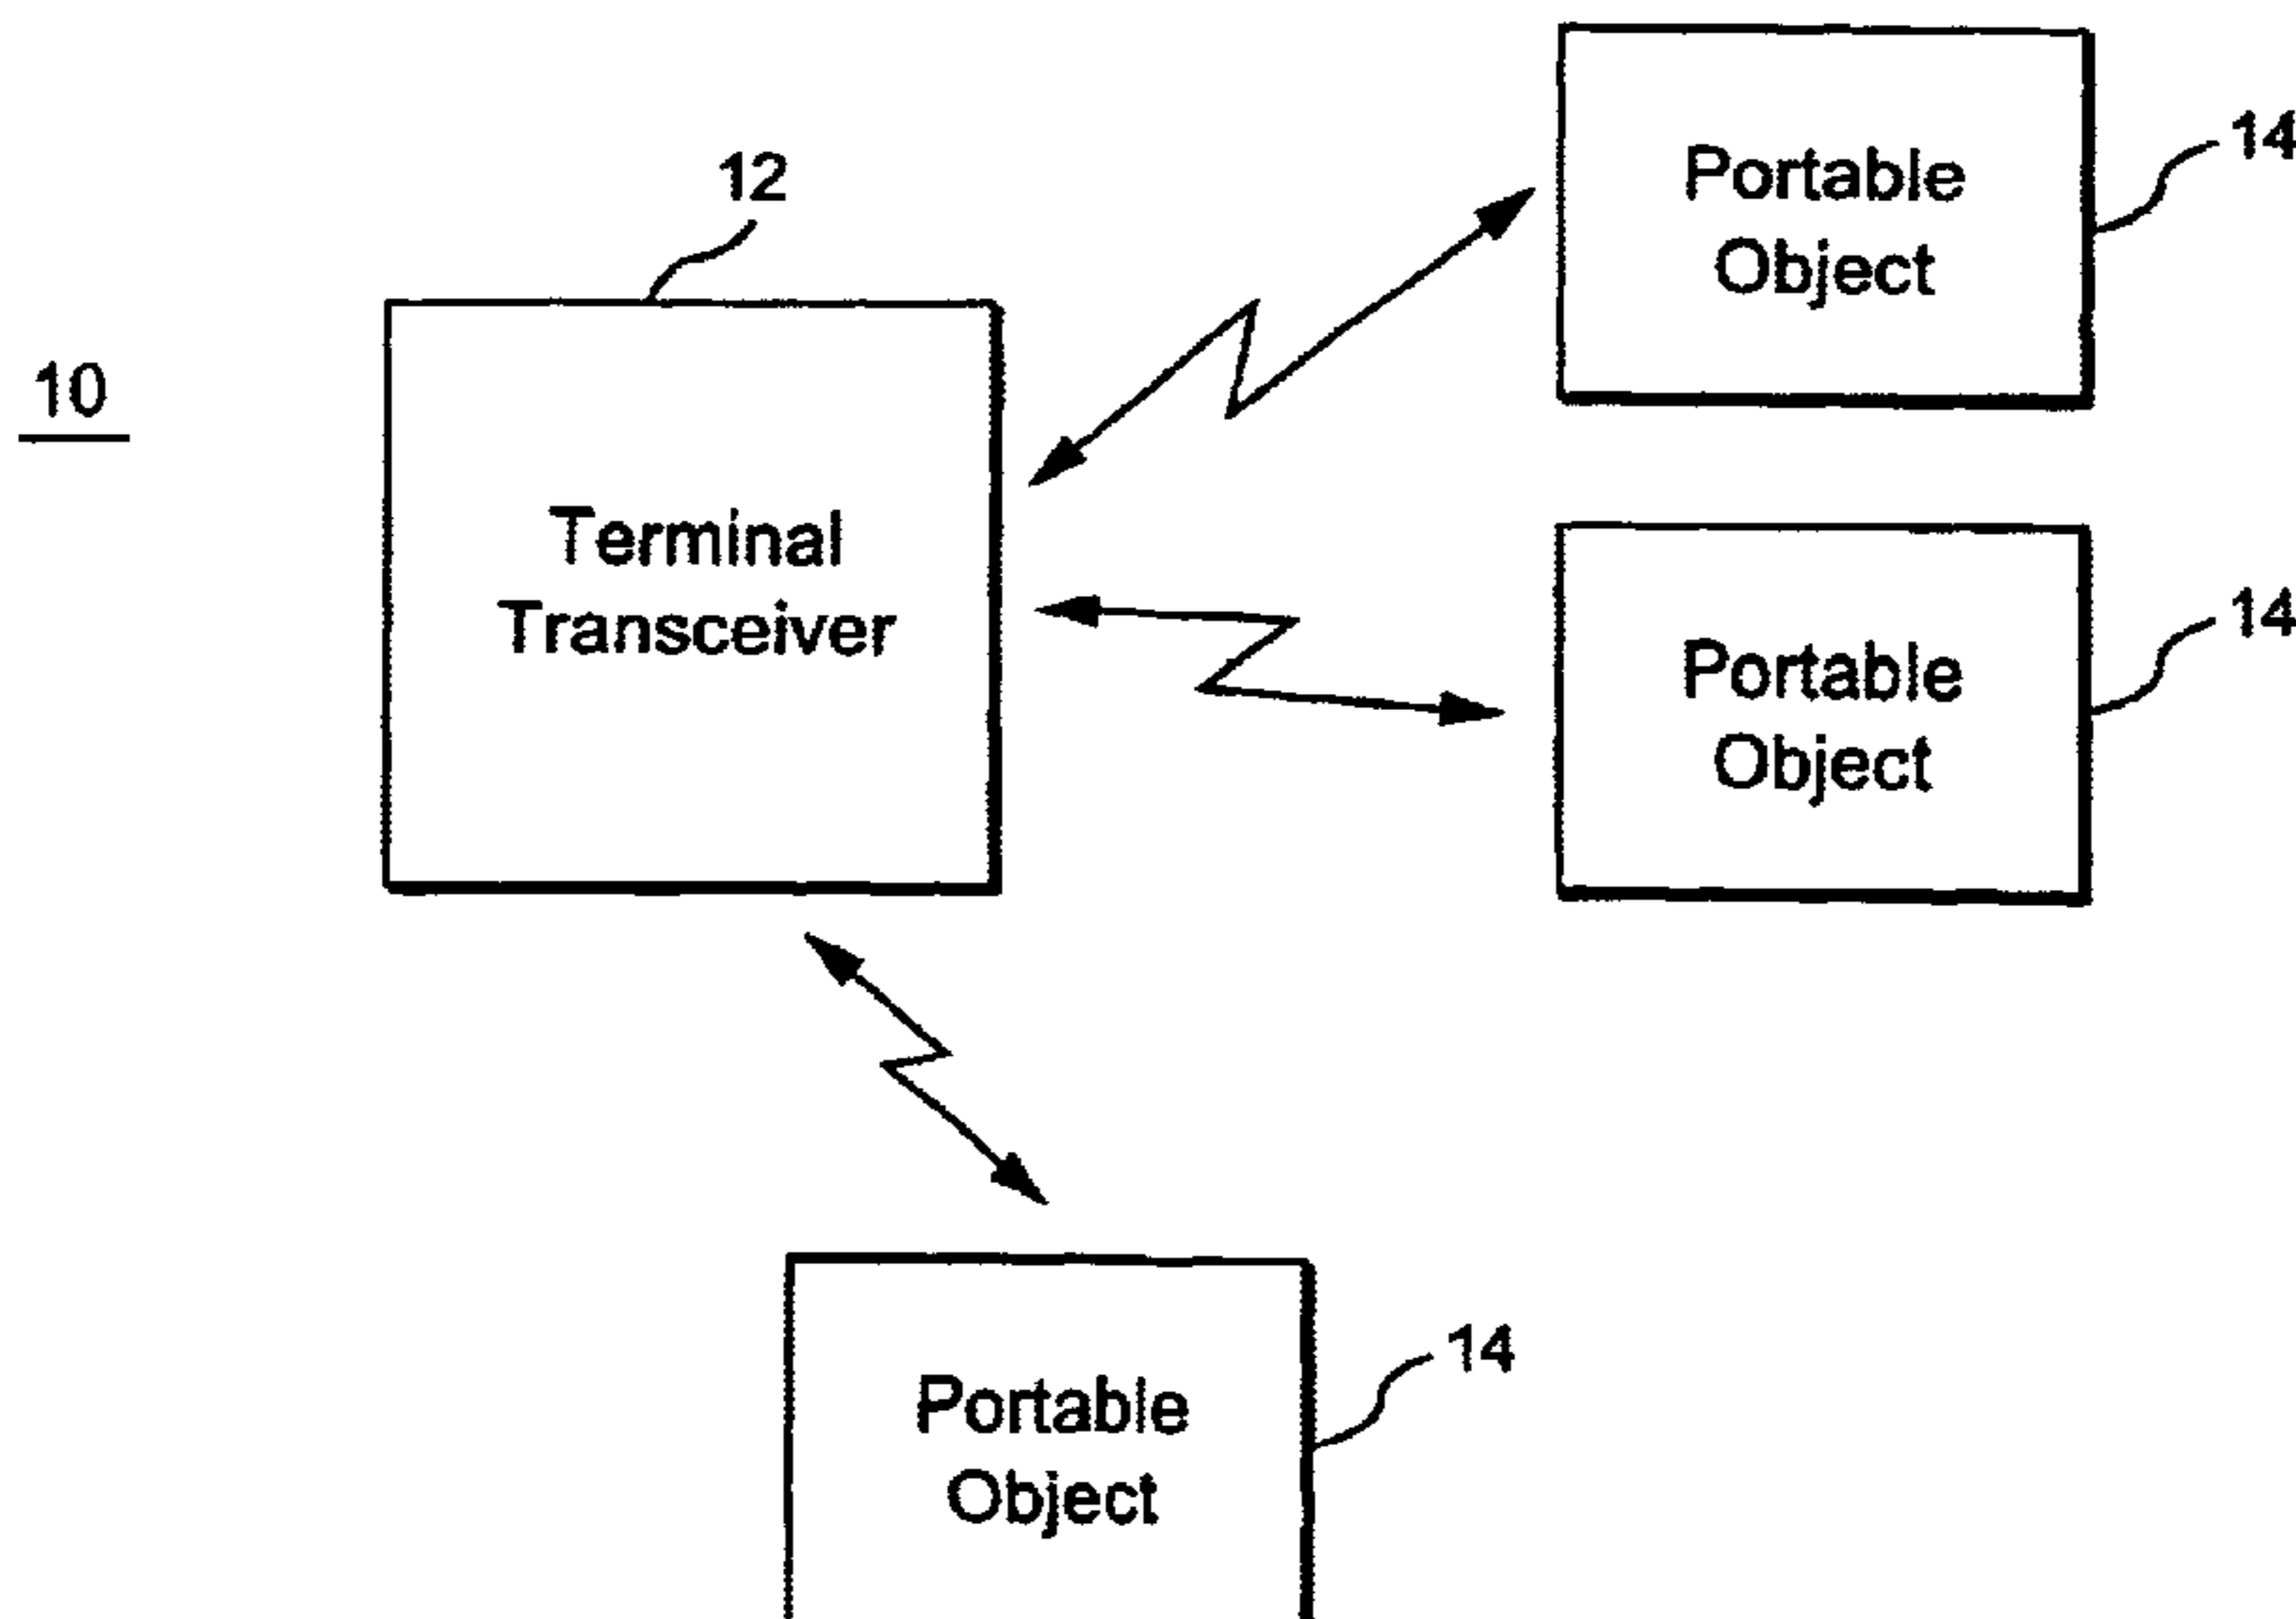 14
Portable
Object
12
10
Terminal
Transceiver
14
Portable
Object
14
Portable
Object